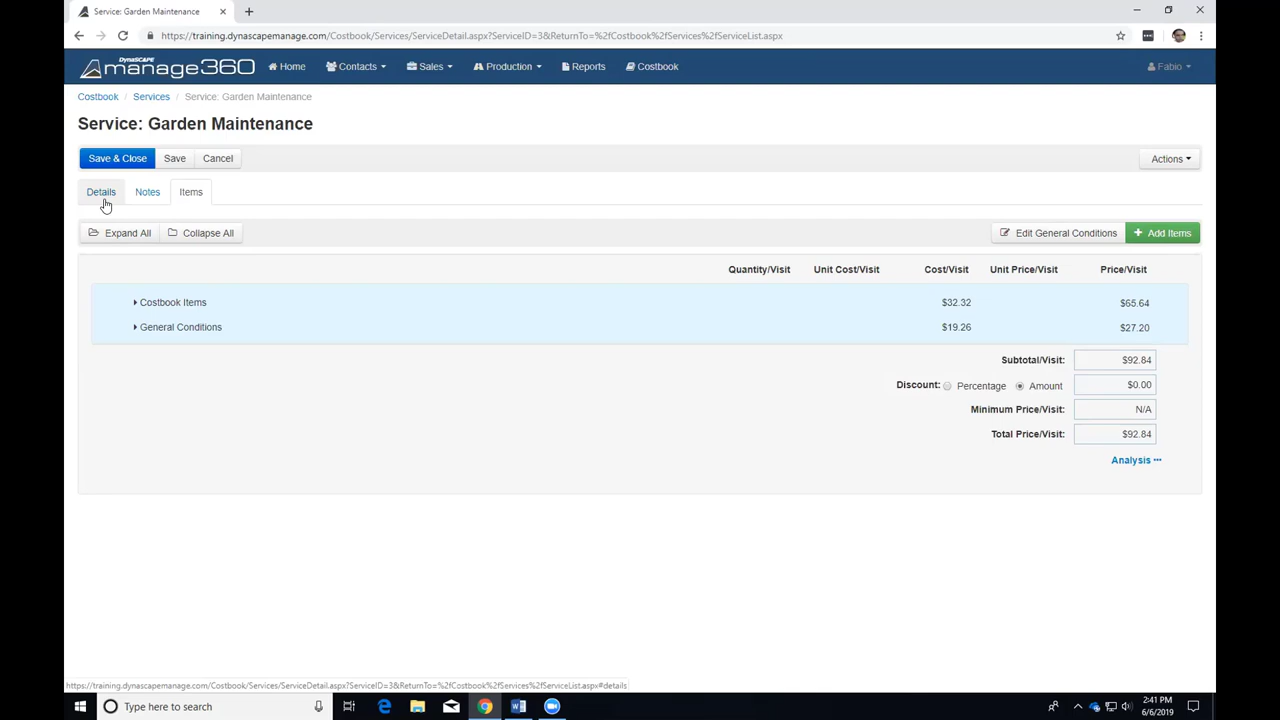 Service: Garden Maintenance
https://training.dynascapemanage.com/Costbook/Services/ServiceDetail.aspx?ServiceID=3&ReturnTo=%2fCostbook%2fServices%2fServiceList.aspx
DynaSCAPE manage360 Home Contacts Sales Production Reports Costbook Fabio
Costbook / Services / Service: Garden Maintenance
Service: Garden Maintenance
Save & Close Save Cancel Actions
Details Notes Items
Expand All Collapse All Edit General Conditions + Add Items
Quantity/Visit Unit Cost/Visit Cost/Visit Unit Price/Visit Price/Visit
Costbook Items $32.32 $65.64
General Conditions $19.26 $27.20
Subtotal/Visit: $92.84
Discount: Percentage Amount $0.00
Minimum Price/Visit: N/A
Total Price/Visit: $92.84
Analysis
https://training.dynascapemanage.com/Costbook/Services/ServiceDetail.aspx?ServiceID=3&ReturnTo=%2fCostbook%2fServices%2fServiceList.aspx#details
Type here to search
2:41 PM
6/6/2019